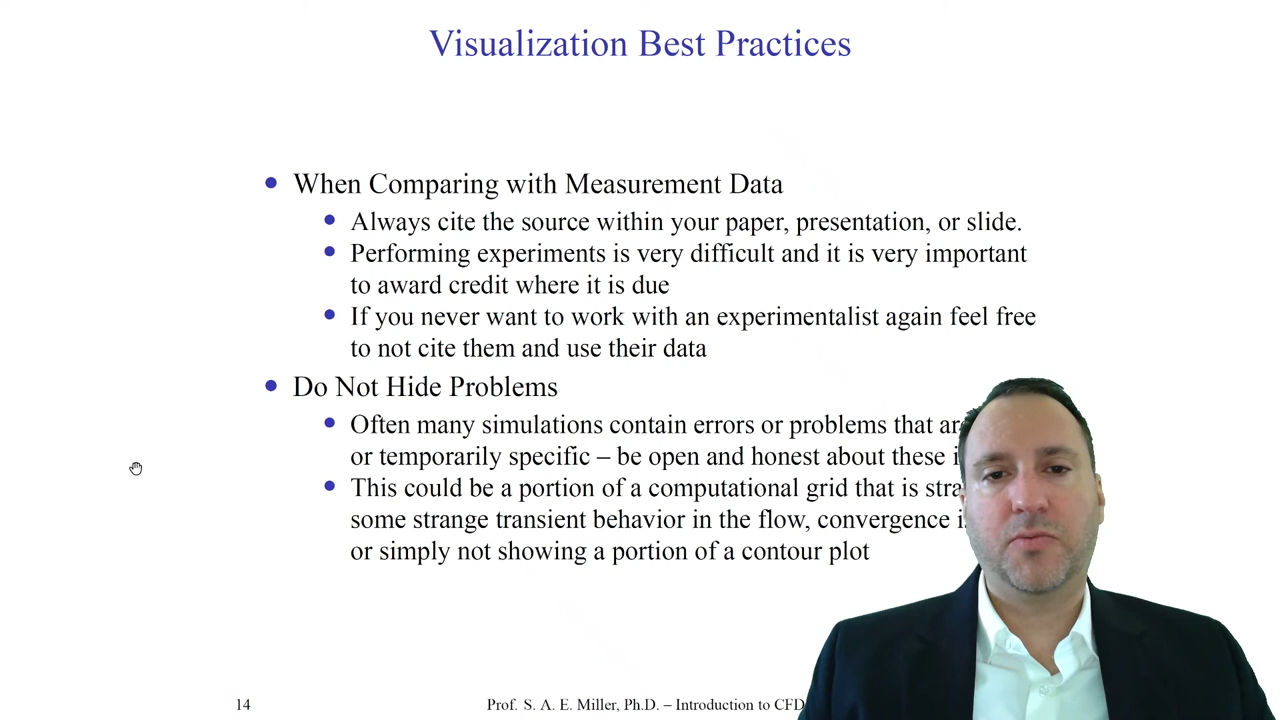 Visualization Best Practices
• When Comparing with Measurement Data
• Always cite the source within your paper, presentation, or slide.
• Performing experiments is very difficult and it is very important
to award credit where it is due
• If you never want to work with an experimentalist again feel free
to not cite them and use their data
• Do Not Hide Problems
• Often many simulations contain errors or problems that
or temporarily specific – be open and honest about these
• This could be a portion of a computational grid that is
some strange transient behavior in the flow, convergence
or simply not showing a portion of a contour plot
14
Prof. S. A. E. Miller, Ph.D. – Introduction to CFD